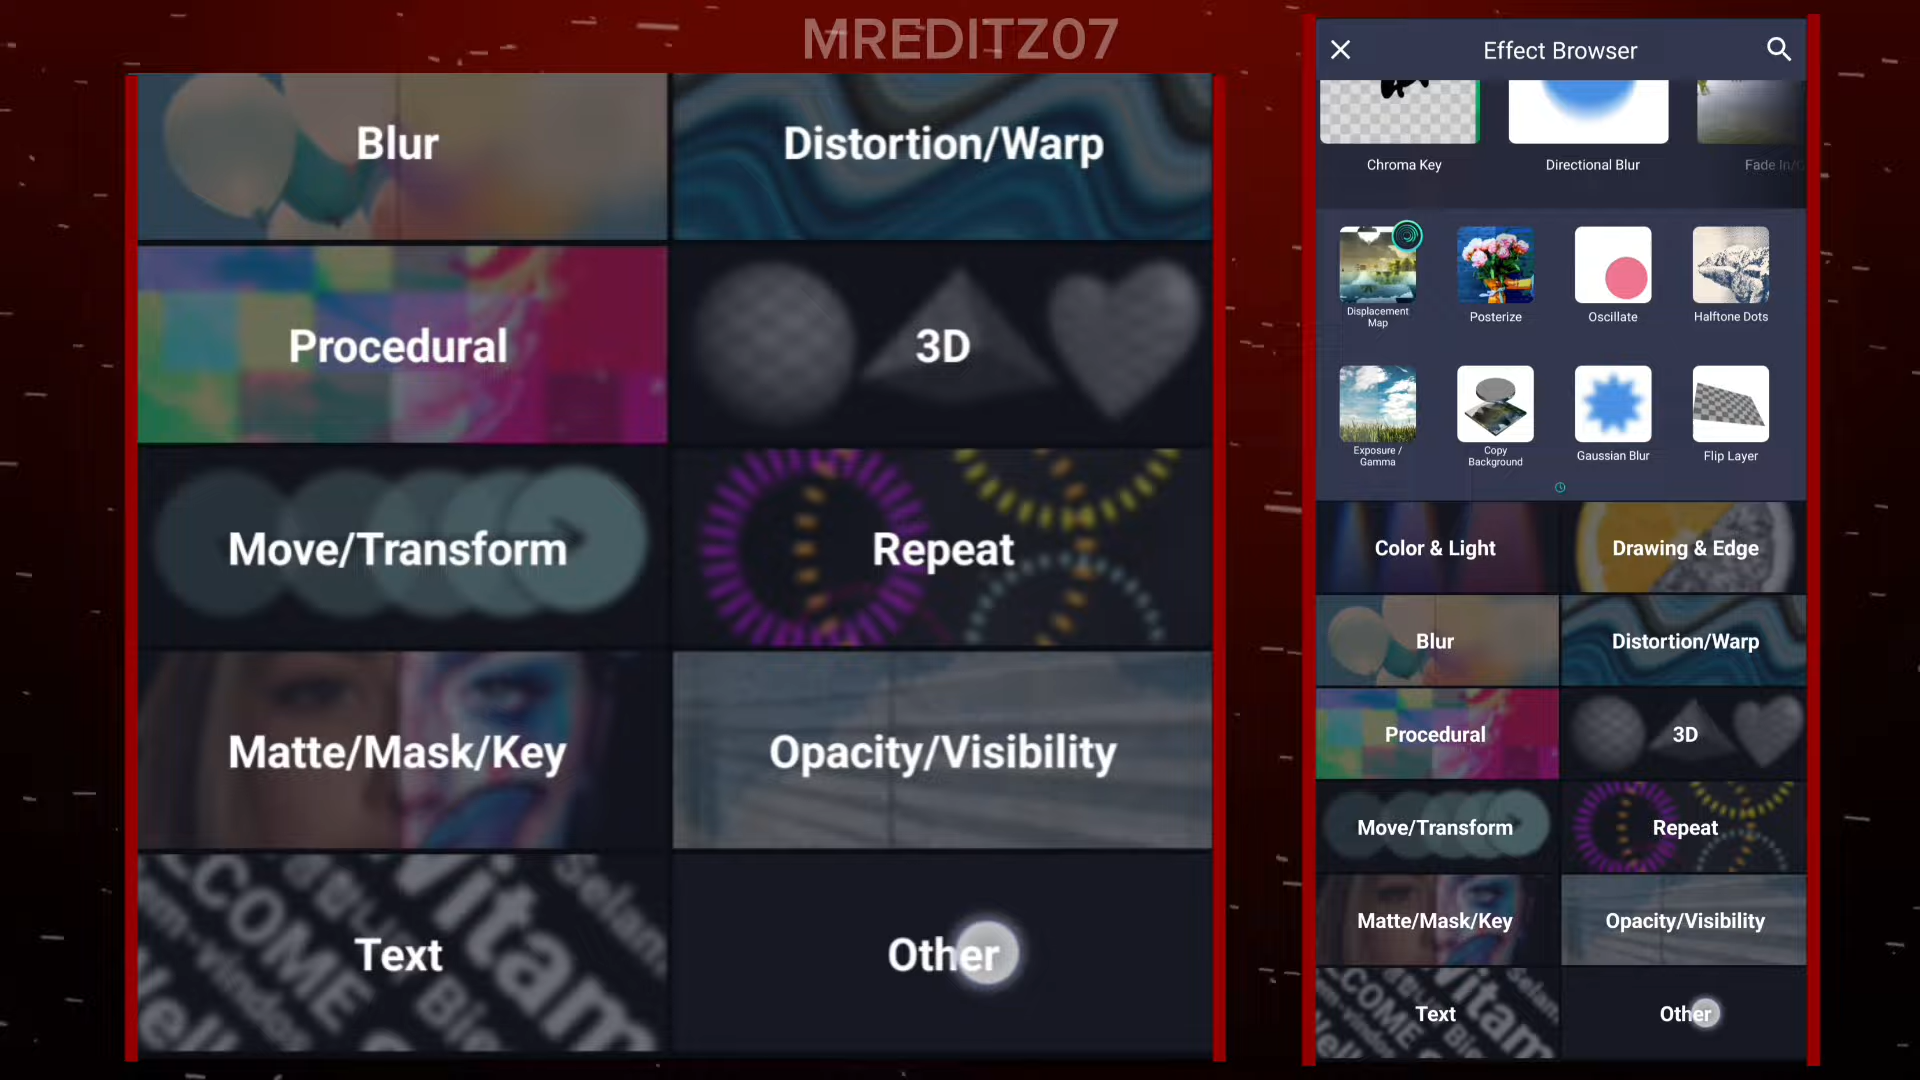 MREDITZ07
Blur
Distortion/Warp
Procedural
3D
Move/Transform
Repeat
Matte/Mask/Key
Opacity/Visibility
Text
Other
Effect Browser
Chroma Key
Directional Blur
Fade In/
Displacement
Map
Posterize
Oscillate
Halftone Dots
Exposure /
Gamma
Copy
Background
Gaussian Blur
Flip Layer
Color & Light
Drawing & Edge
Blur
Distortion/Warp
Procedural
3D
Move/Transform
Repeat
Matte/Mask/Key
Opacity/Visibility
Text
Other